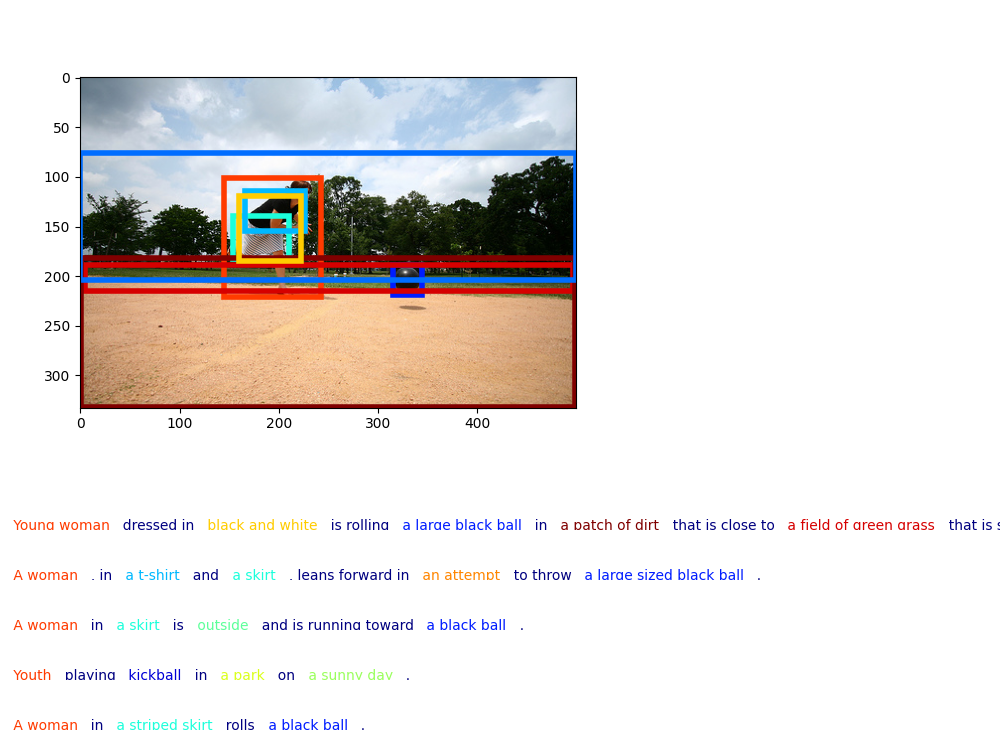 0
50
100
150
200
250
300
0 100 200 300 400
Young woman dressed in black and white is rolling a large black ball in a patch of dirt that is close to a field of green grass that is
A woman , in a t-shirt and a skirt , leans forward in an attempt to throw a large sized black ball .
A woman in a skirt is outside and is running toward a black ball .
Youth playing kickball in a park on a sunny day .
A woman in a striped skirt rolls a black ball .